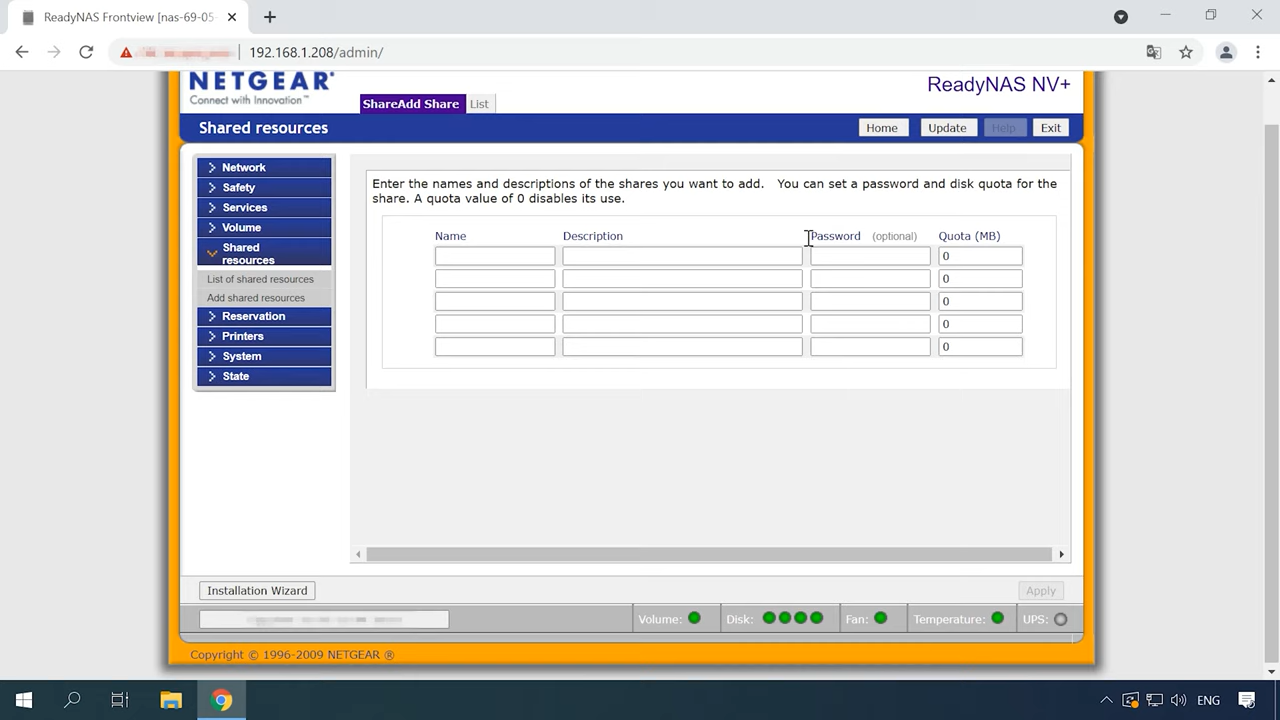 ReadyNAS Frontview [nas-69-05-
192.168.1.208/admin/
NETGEAR
Connect with Innovation™
ReadyNAS NV+
ShareAdd Share
List
Shared resources
Home
Update
Help
Exit
Network
Safety
Services
Volume
Shared
resources
List of shared resources
Add shared resources
Reservation
Printers
System
State
Enter the names and descriptions of the shares you want to add. You can set a password and disk quota for the
share. A quota value of 0 disables its use.
Name Description Password (optional) Quota (MB)
0
0
0
0
0
Installation Wizard
Apply
Volume:
Disk:
Fan:
Temperature:
UPS:
Copyright © 1996-2009 NETGEAR ®
ENG